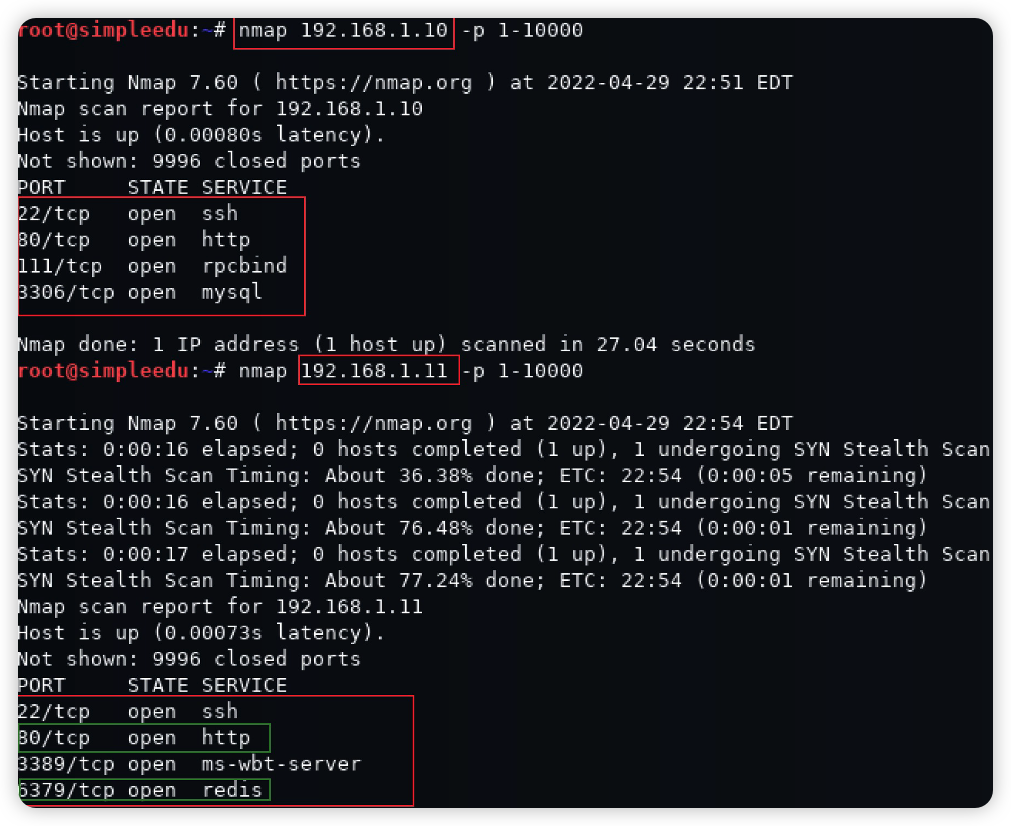 root@simpleedu:~# nmap 192.168.1.10 -p 1-10000
Starting Nmap 7.60 ( https://nmap.org ) at 2022-04-29 22:51 EDT
Nmap scan report for 192.168.1.10
Host is up (0.00080s latency).
Not shown: 9996 closed ports
PORT     STATE SERVICE
22/tcp   open  ssh
80/tcp   open  http
111/tcp  open  rpcbind
3306/tcp open  mysql
Nmap done: 1 IP address (1 host up) scanned in 27.04 seconds
root@simpleedu:~# nmap 192.168.1.11 -p 1-10000
Starting Nmap 7.60 ( https://nmap.org ) at 2022-04-29 22:54 EDT
Stats: 0:00:16 elapsed; 0 hosts completed (1 up), 1 undergoing SYN Stealth Scan
SYN Stealth Scan Timing: About 36.38% done; ETC: 22:54 (0:00:05 remaining)
Stats: 0:00:16 elapsed; 0 hosts completed (1 up), 1 undergoing SYN Stealth Scan
SYN Stealth Scan Timing: About 76.48% done; ETC: 22:54 (0:00:01 remaining)
Stats: 0:00:17 elapsed; 0 hosts completed (1 up), 1 undergoing SYN Stealth Scan
SYN Stealth Scan Timing: About 77.24% done; ETC: 22:54 (0:00:01 remaining)
Nmap scan report for 192.168.1.11
Host is up (0.00073s latency).
Not shown: 9996 closed ports
PORT     STATE SERVICE
22/tcp   open  ssh
80/tcp   open  http
3389/tcp open  ms-wbt-server
6379/tcp open  redis